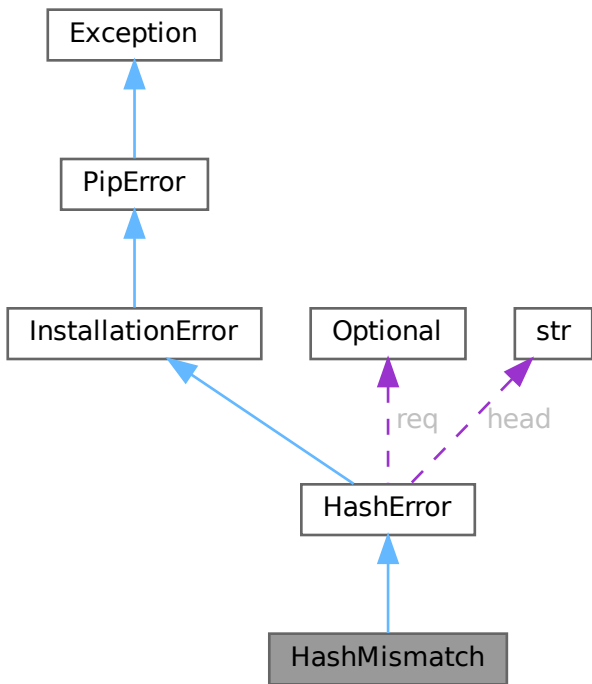 Exception
PipError
InstallationError
Optional
str
req
head
HashError
HashMismatch